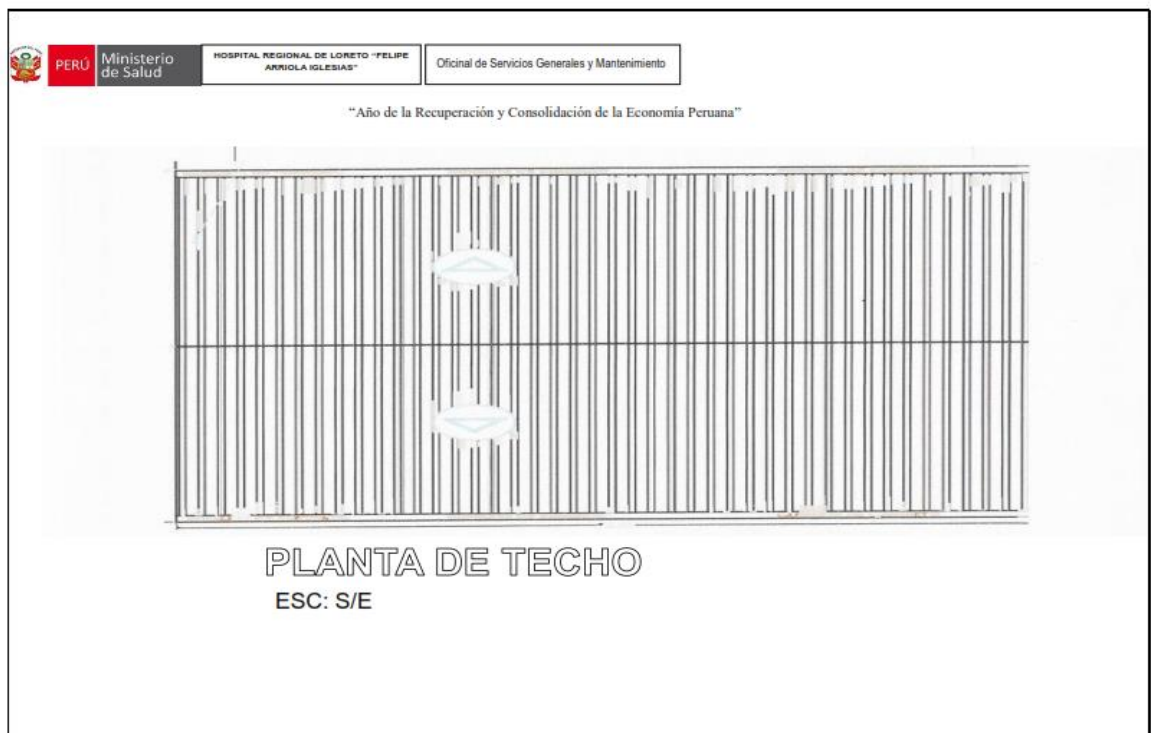 PERÚ
Ministerio
de Salud
HOSPITAL REGIONAL DE LORETO "FELIPE
ARRIOLA IGLESIAS"
Oficinal de Servicios Generales y Mantenimiento
"Año de la Recuperación y Consolidación de la Economía Peruana"
PLANTA DE TECHO
ESC: S/E